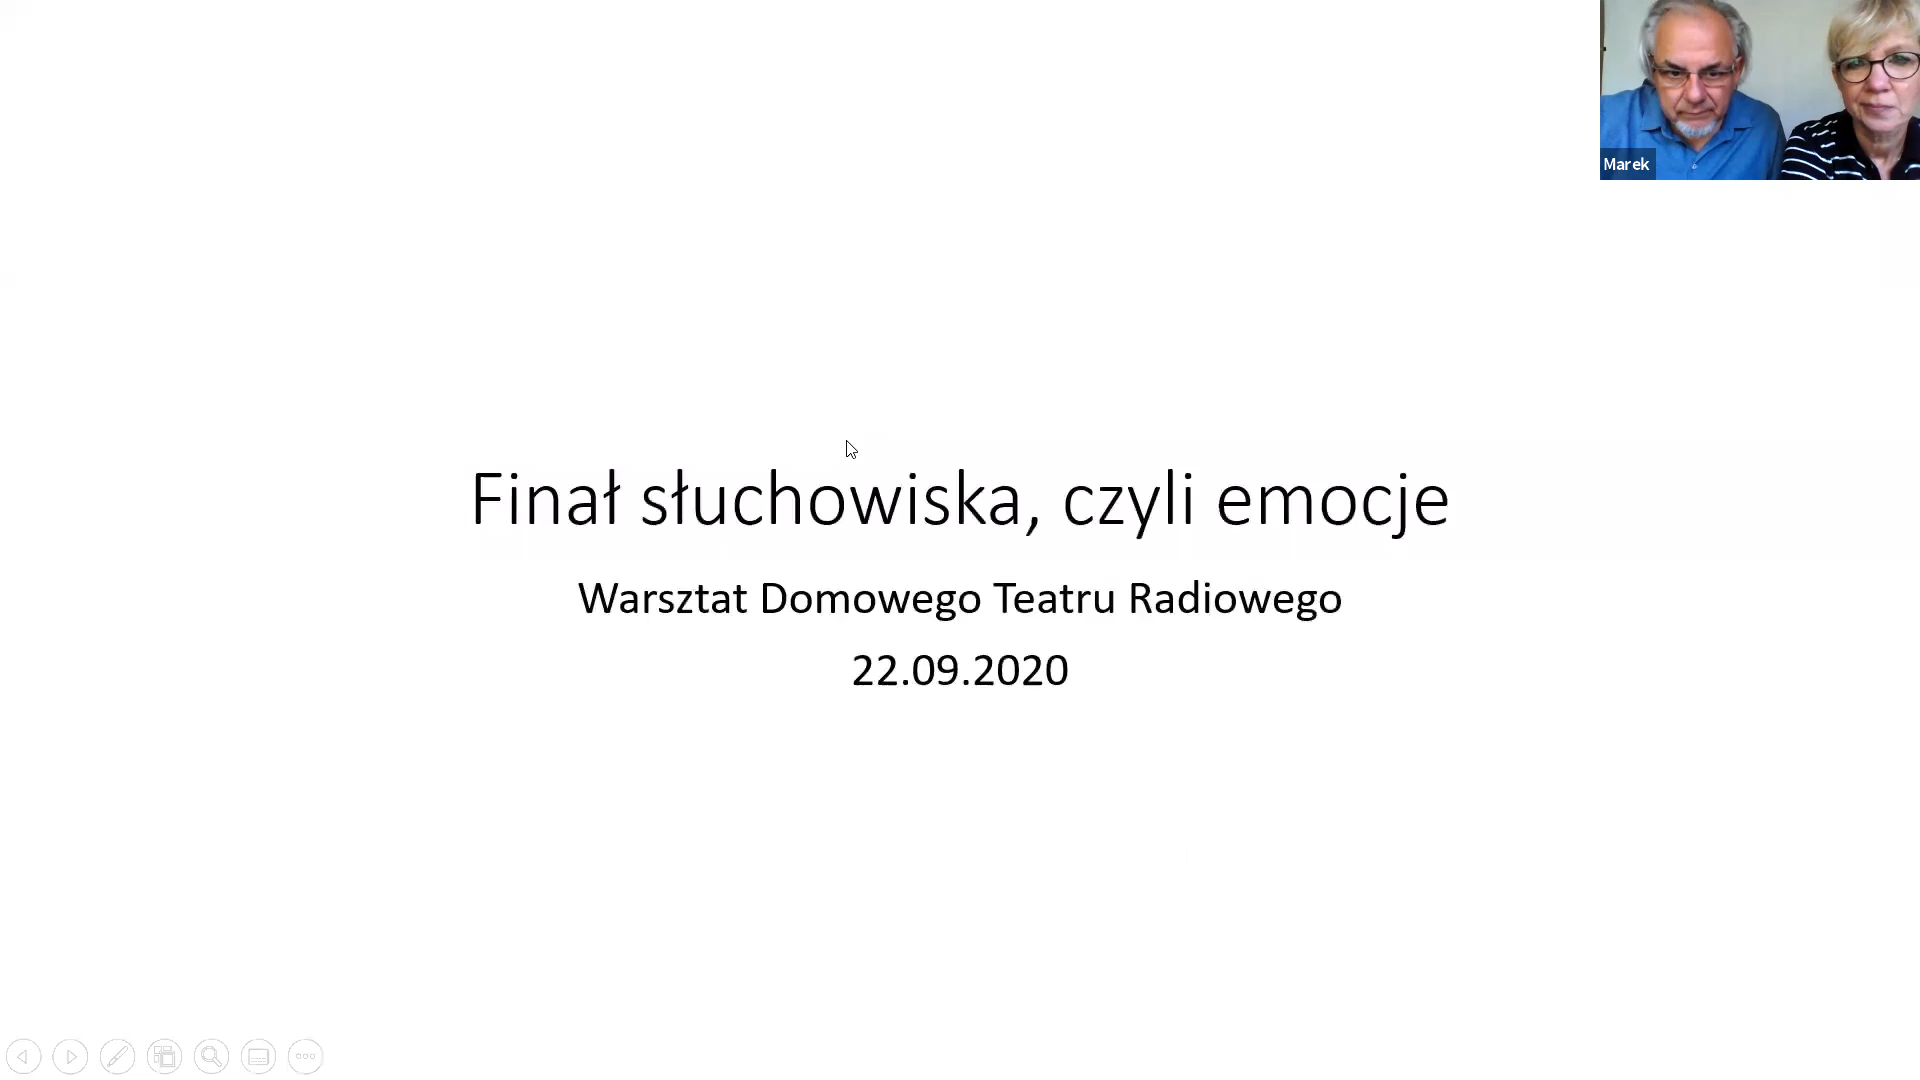 Marek
Finał słuchowiska, czyli emocje
Warsztat Domowego Teatru Radiowego
22.09.2020